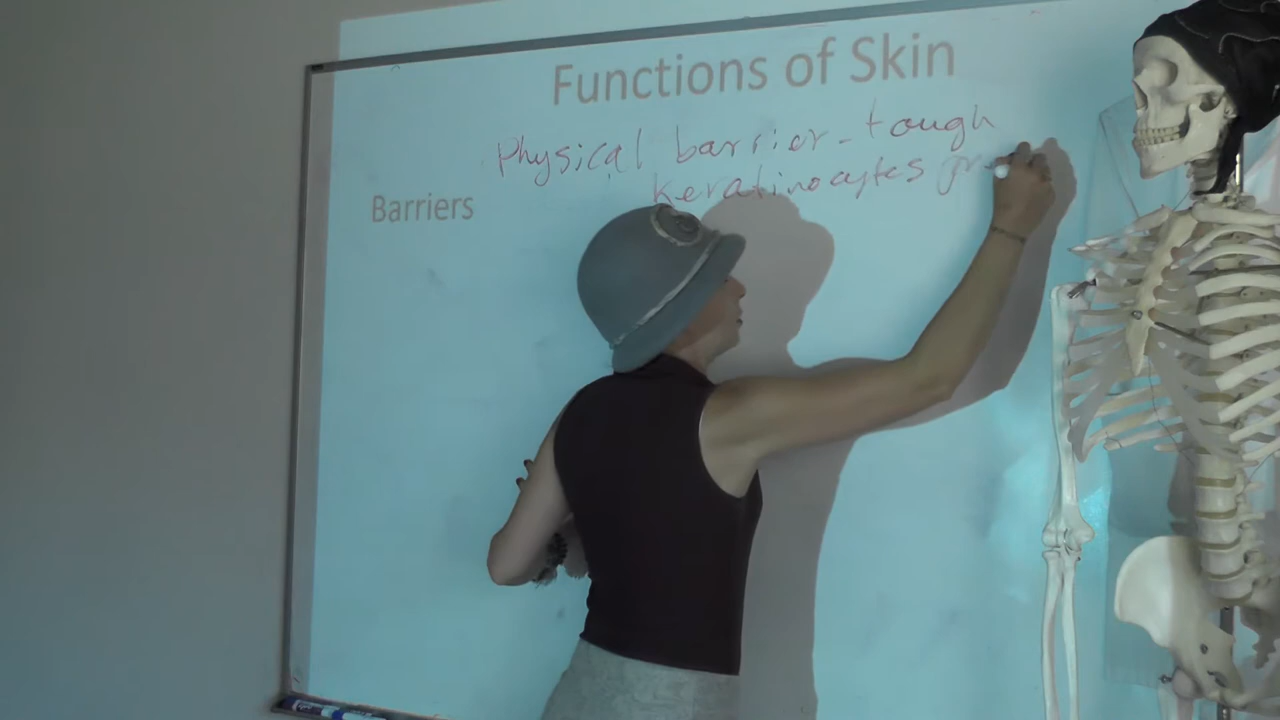 Functions of Skin
Physical barrier - tough
keratinocytes
Barriers